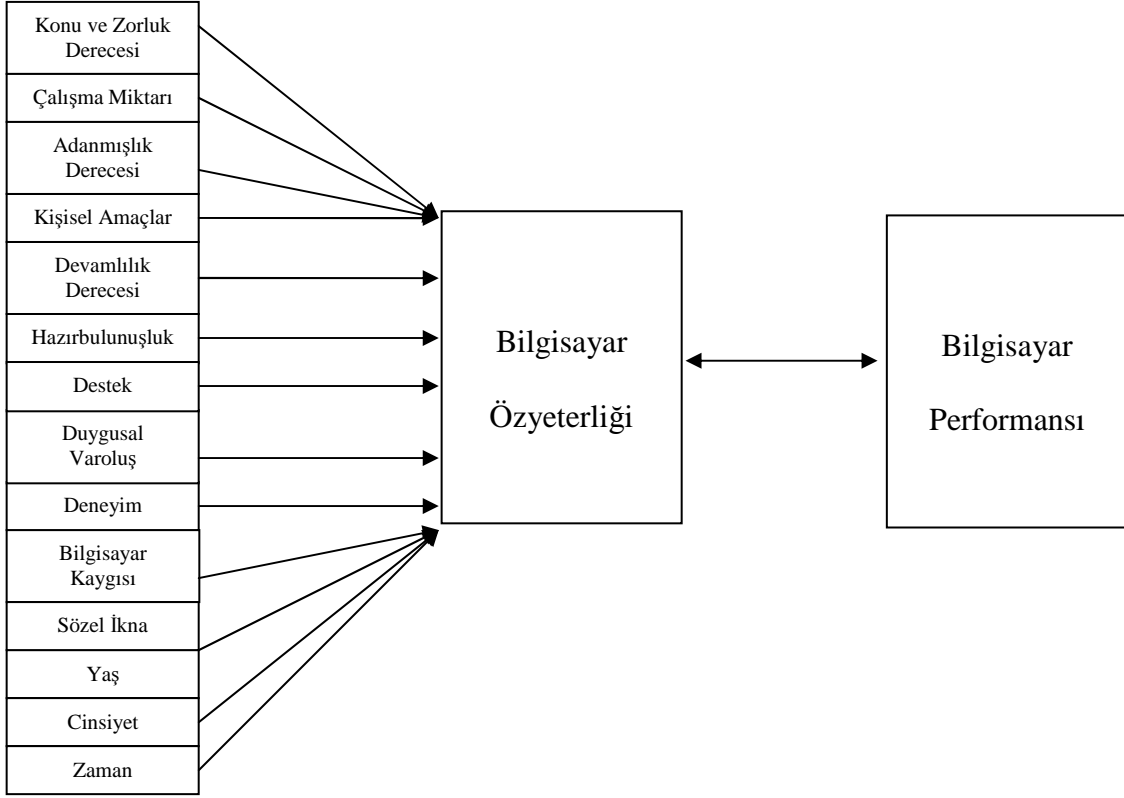 Konu ve Zorluk
Derecesi
Çalışma Miktarı
Adanmışlık
Derecesi
Kişisel Amaçlar
Devamlılık
Derecesi
Hazırbulunuşluk
Destek
Duygusal
Varoluş
Deneyim
Bilgisayar
Kaygısı
Sözel İkna
Yaş
Cinsiyet
Zaman
Bilgisayar
Özyeterliği
Bilgisayar
Performansı